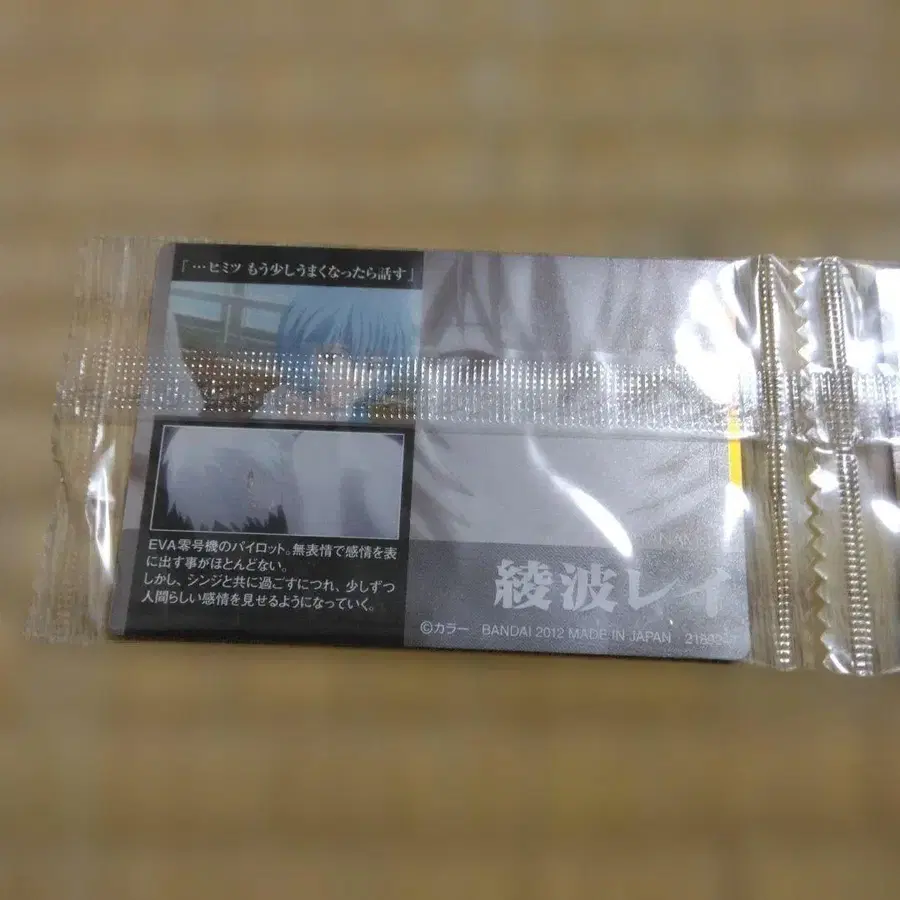 『…ヒミツ もう少しうまくなったら話す』
EVA零号機のパイロット。無表情で感情を表
に出す事がほとんどない。
しかし、シンジと共に過ごすにつれ、少しずつ
人間らしい感情を見せるようになっていく。
綾波レイ
©カラー BANDAI 2012 MADE IN JAPAN